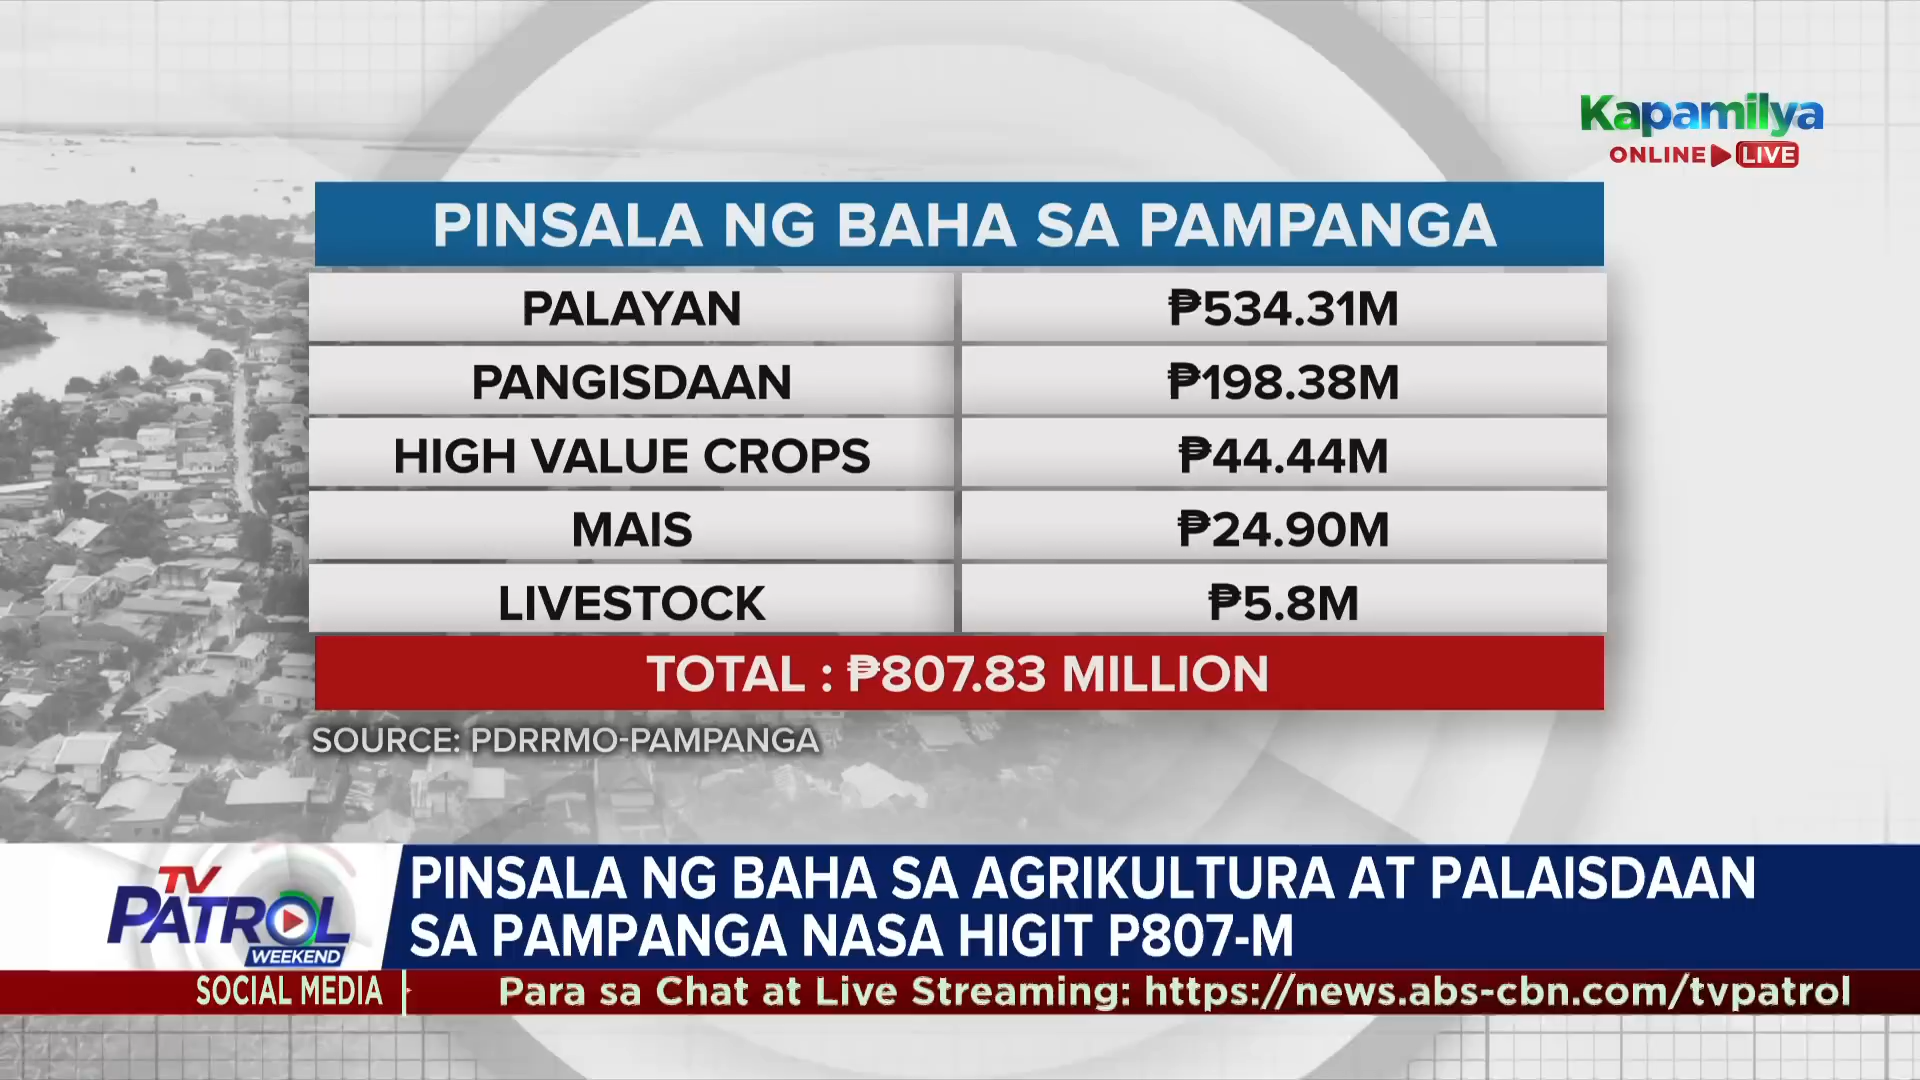 Kapamilya
ONLINE LIVE
PINSALA NG BAHA SA PAMPANGA
PALAYAN ₱534.31M
PANGISDAAN ₱198.38M
HIGH VALUE CROPS ₱44.44M
MAIS ₱24.90M
LIVESTOCK ₱5.8M
TOTAL : ₱807.83 MILLION
SOURCE: PDRRMO-PAMPANGA
TV
PATROL
WEEKEND
PINSALA NG BAHA SA AGRIKULTURA AT PALAISDAAN
SA PAMPANGA NASA HIGIT P807-M
SOCIAL MEDIA Para sa Chat at Live Streaming: https://news.abs-cbn.com/tvpatrol